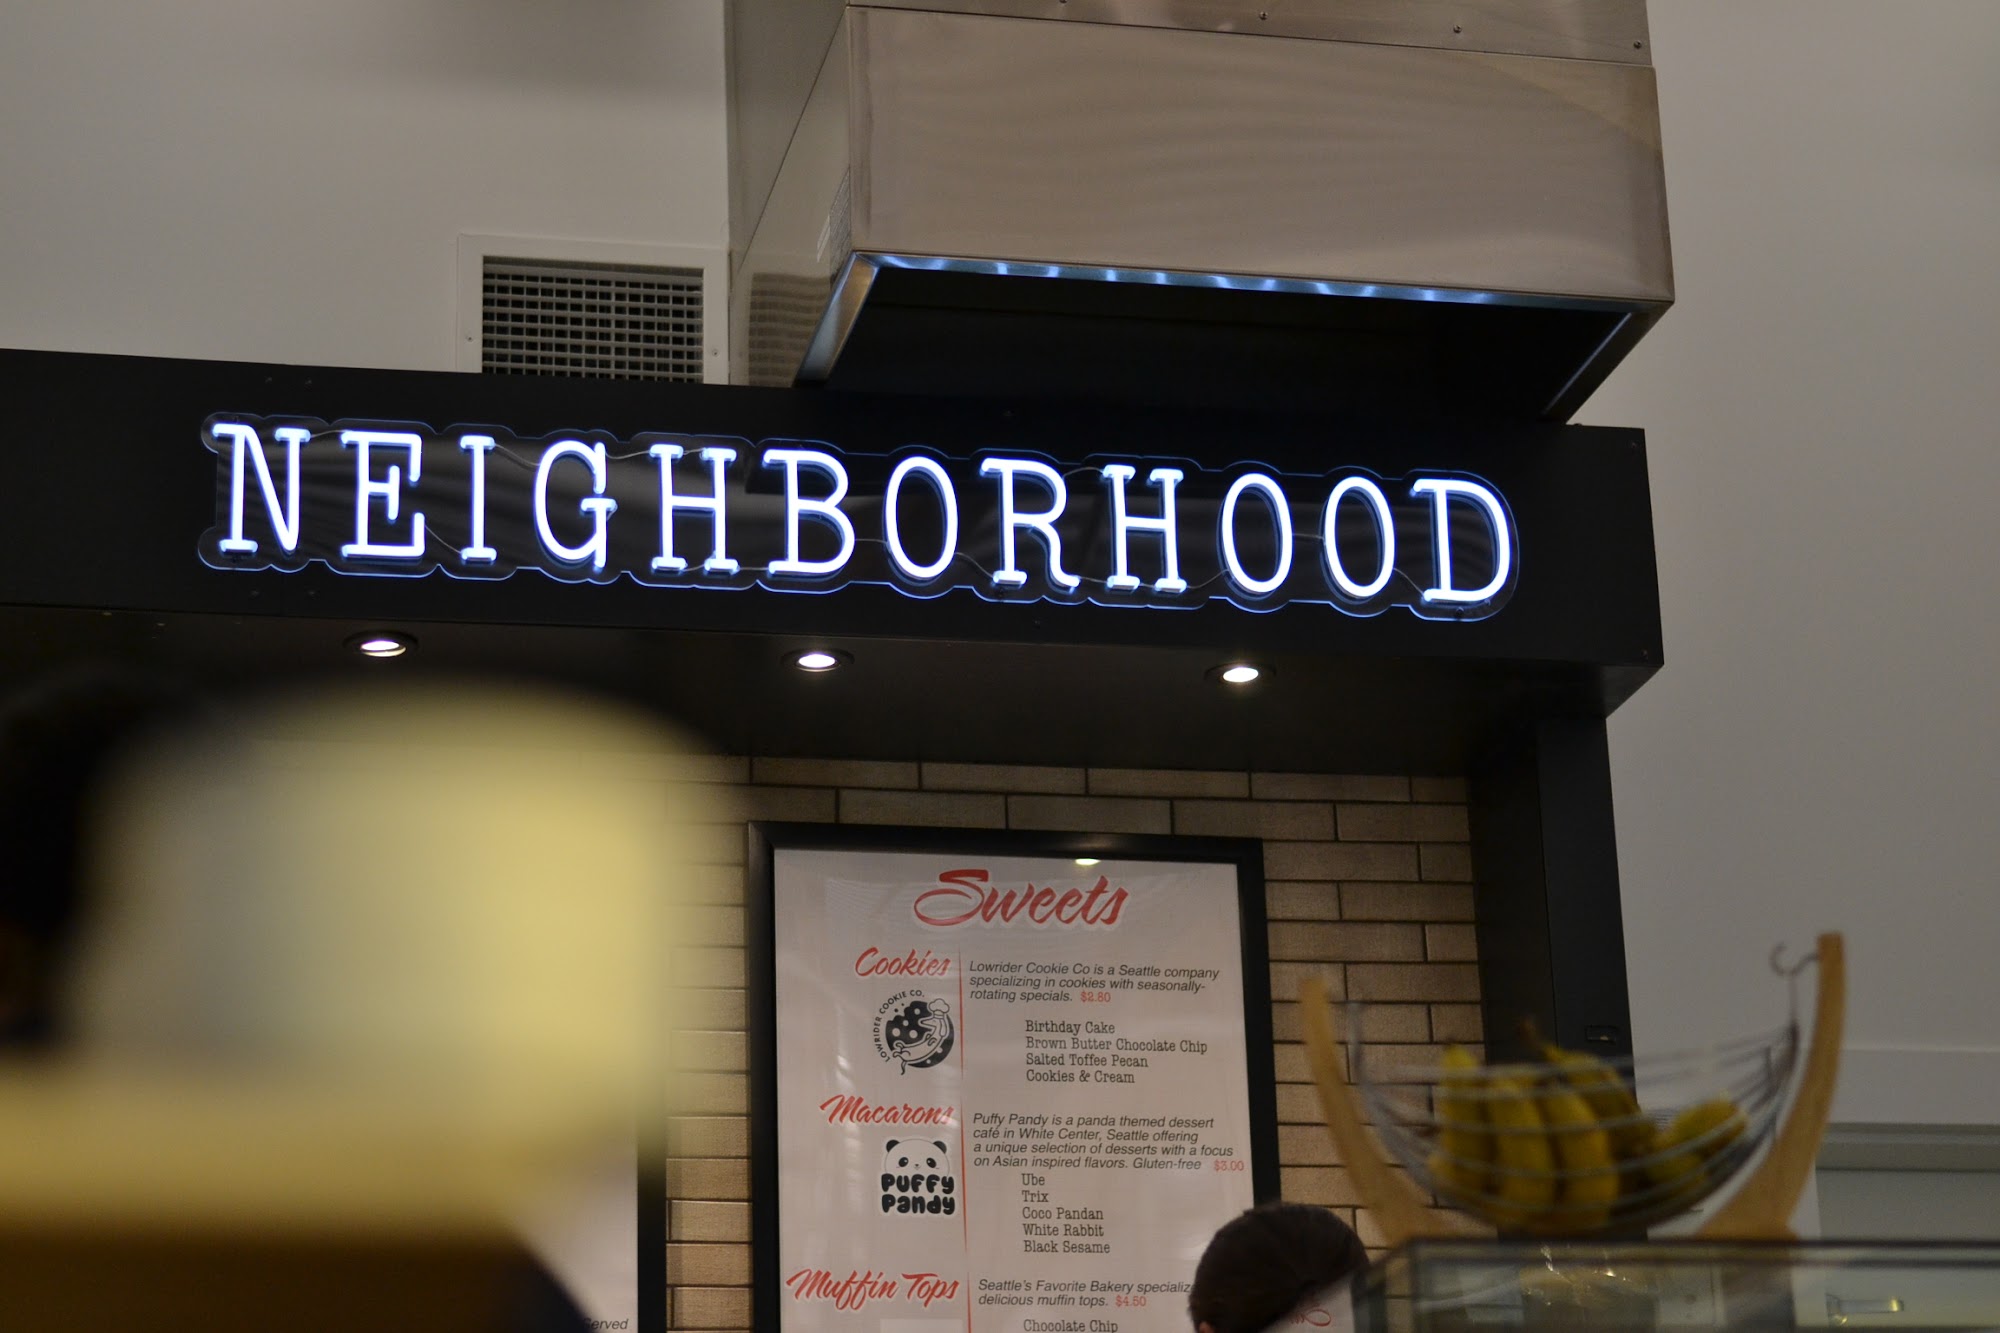 NEIGHBORHOOD
Sweets
Cookies
Lowrider Cookie Co is a Seattle company
specializing in cookies with seasonally-
rotating specials. $2.80
LOWRIDER COOKIE CO.
Birthday Cake
Brown Butter Chocolate Chip
Salted Toffee Pecan
Cookies & Cream
Macarons
Puffy Pandy is a panda themed dessert
café in White Center, Seattle offering
a unique selection of desserts with a focus
on Asian inspired flavors. Gluten-free $3.00
PUFFY
Pandy
Ube
Trix
Coco Pandan
White Rabbit
Black Sesame
Muffin Tops
Seattle's Favorite Bakery
delicious muffin tops. $4.50
Chocolate Chip
Served